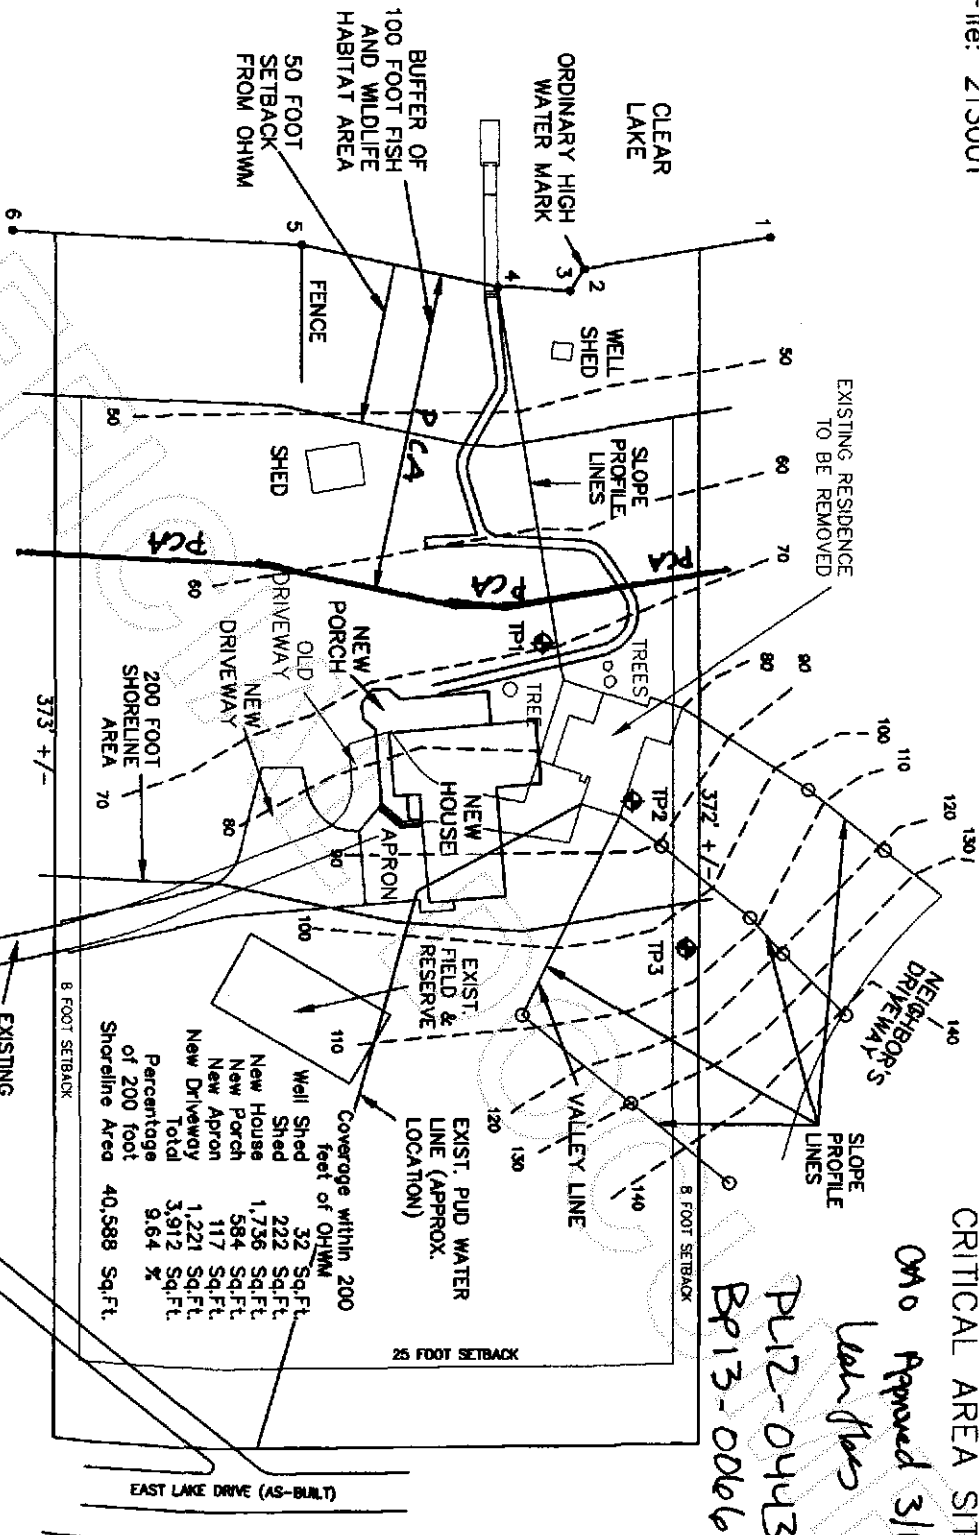 File: 213001
CRITICAL AREA SIT
CAO Approved 3/
PL12-0443
BP13-0066
CLEAR
LAKE
ORDINARY HIGH
WATER MARK
BUFFER OF
100 FOOT FISH
AND WILDLIFE
HABITAT AREA
50 FOOT
SETBACK
FROM OHWM
1
2
3
4
5
6
FENCE
WELL
SHED
SHED
EXISTING RESIDENCE
TO BE REMOVED
SLOPE
PROFILE
LINES
50
60
70
80
90
100
110
120
130
140
50
60
70
80
90
100
110
120
130
140
PCA
PCA
PCA
PCA
TP1
TP2
TP3
TREES
TREE
NEW
PORCH
OLD
DRIVEWAY
NEW
DRIVEWAY
NEW
HOUSE
APRON
200 FOOT
SHORELINE
AREA
373' +/-
372' +/-
EXIST.
FIELD &
RESERVE
NEIGHBOR'S
DRIVEWAY
SLOPE
PROFILE
LINES
VALLEY LINE
EXIST. PUD WATER
LINE (APPROX.
LOCATION)
8 FOOT SETBACK
8 FOOT SETBACK
25 FOOT SETBACK
Coverage within 200
feet of OHWM
Well Shed 32 Sq.Ft.
Shed 222 Sq.Ft.
New House 1,736 Sq.Ft.
New Porch 584 Sq.Ft.
New Apron 117 Sq.Ft.
New Driveway 1,221 Sq.Ft.
Total 3,912 Sq.Ft.
Percentage 9.64 %
of 200 foot
Shoreline Area 40,588 Sq.Ft.
EXISTING
EAST LAKE DRIVE (AS-BUILT)